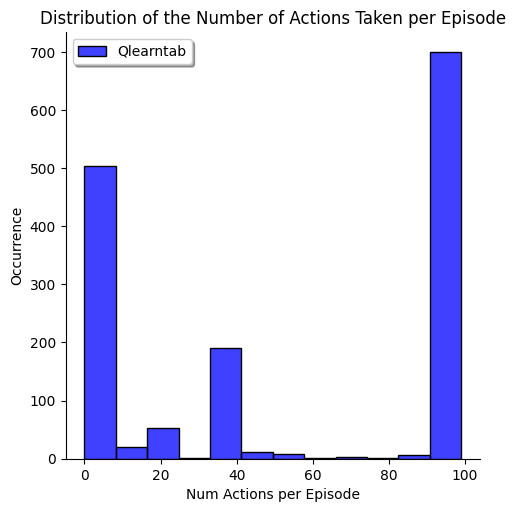 Distribution of the Number of Actions Taken per Episode
Qlearntab
700
600
500
400
300
200
100
0
Occurrence
0 20 40 60 80 100
Num Actions per Episode